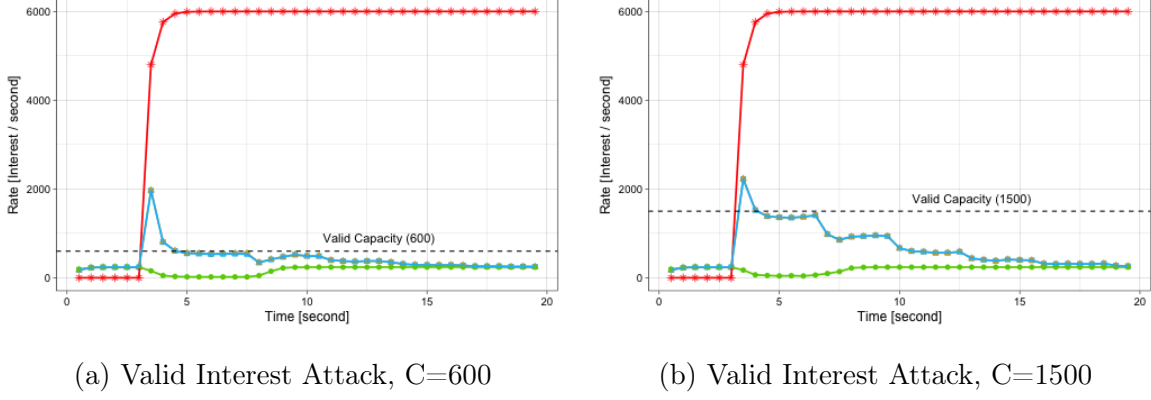 6000
4000
2000
0
Rate [Interest / second]
Valid Capacity (600)
0
5
10
15
20
Time [second]
(a) Valid Interest Attack, C=600
6000
4000
2000
0
Rate [Interest / second]
Valid Capacity (1500)
0
5
10
15
20
Time [second]
(b) Valid Interest Attack, C=1500